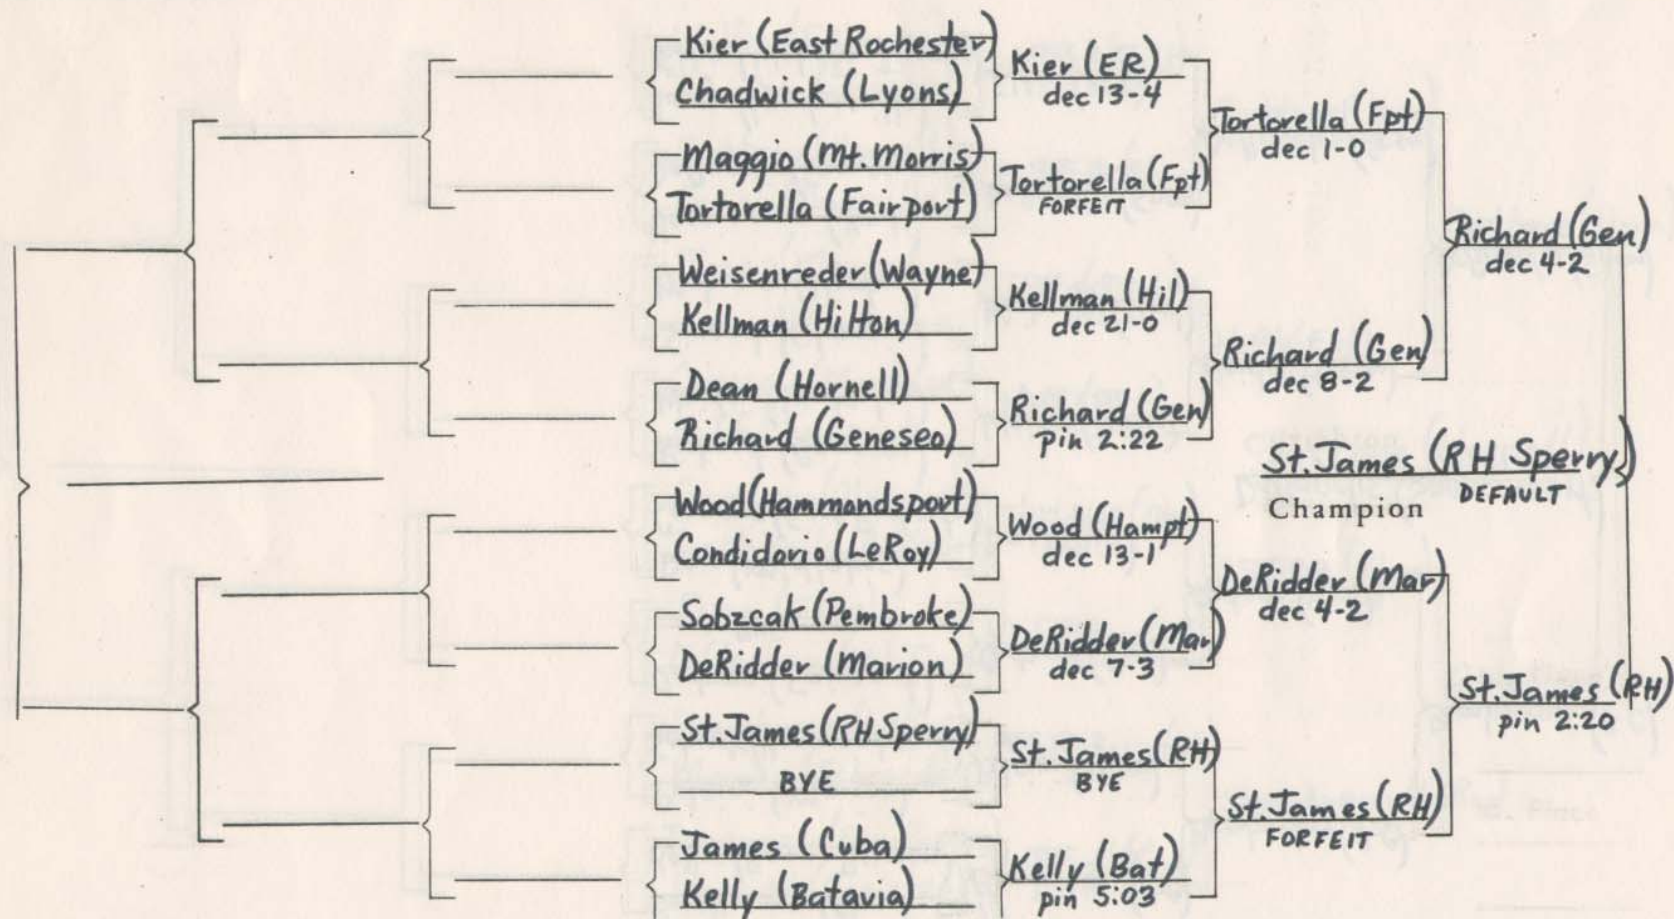 Kier (East Rochester)
Chadwick (Lyons)
Maggio (Mt. Morris)
Tortorella (Fairport)
Weisenreder (Wayne)
Kellman (Hilton)
Dean (Hornell)
Richard (Geneseo)
Wood (Hammondsport)
Condidorio (LeRoy)
Sobzcak (Pembroke)
DeRidder (Marion)
St. James (RH Sperry)
BYE
James (Cuba)
Kelly (Batavia)
Kier (ER)
dec 13-4
Tortorella (Fpt)
FORFEIT
Kellman (Hil)
dec 21-0
Richard (Gen)
pin 2:22
Wood (Hampt)
dec 13-1
DeRidder (Mar)
dec 7-3
St. James (RH)
BYE
Kelly (Bat)
pin 5:03
Tortorella (Fpt)
dec 1-0
Richard (Gen)
dec 8-2
DeRidder (Mar)
dec 4-2
St. James (RH)
FORFEIT
Richard (Gen)
dec 4-2
St. James (RH)
pin 2:20
St. James (RH Sperry)
DEFAULT
Champion